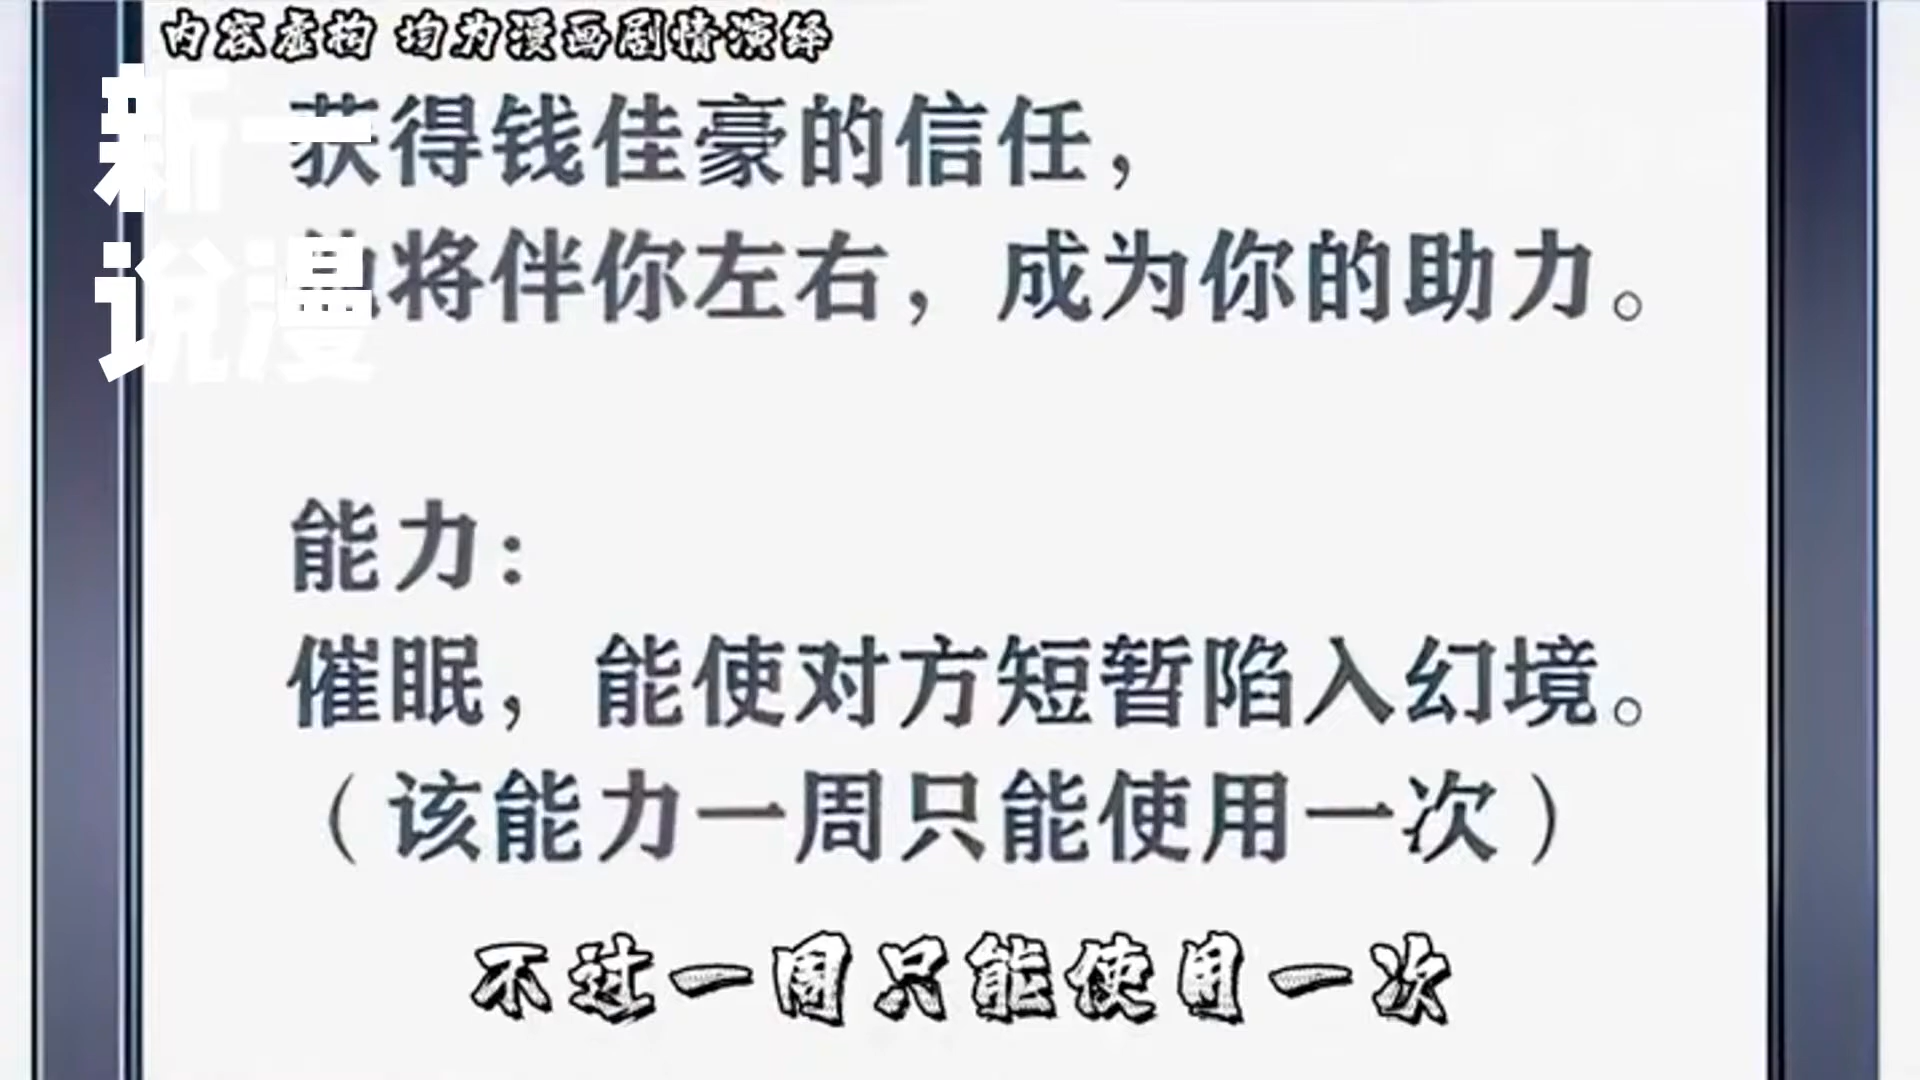 内容虚构 均为漫画剧情演绎
新一
说漫
获得钱佳豪的信任，
将伴你左右，成为你的助力。
能力：
催眠，能使对方短暂陷入幻境。
（该能力一周只能使用一次）
不过一周只能使用一次